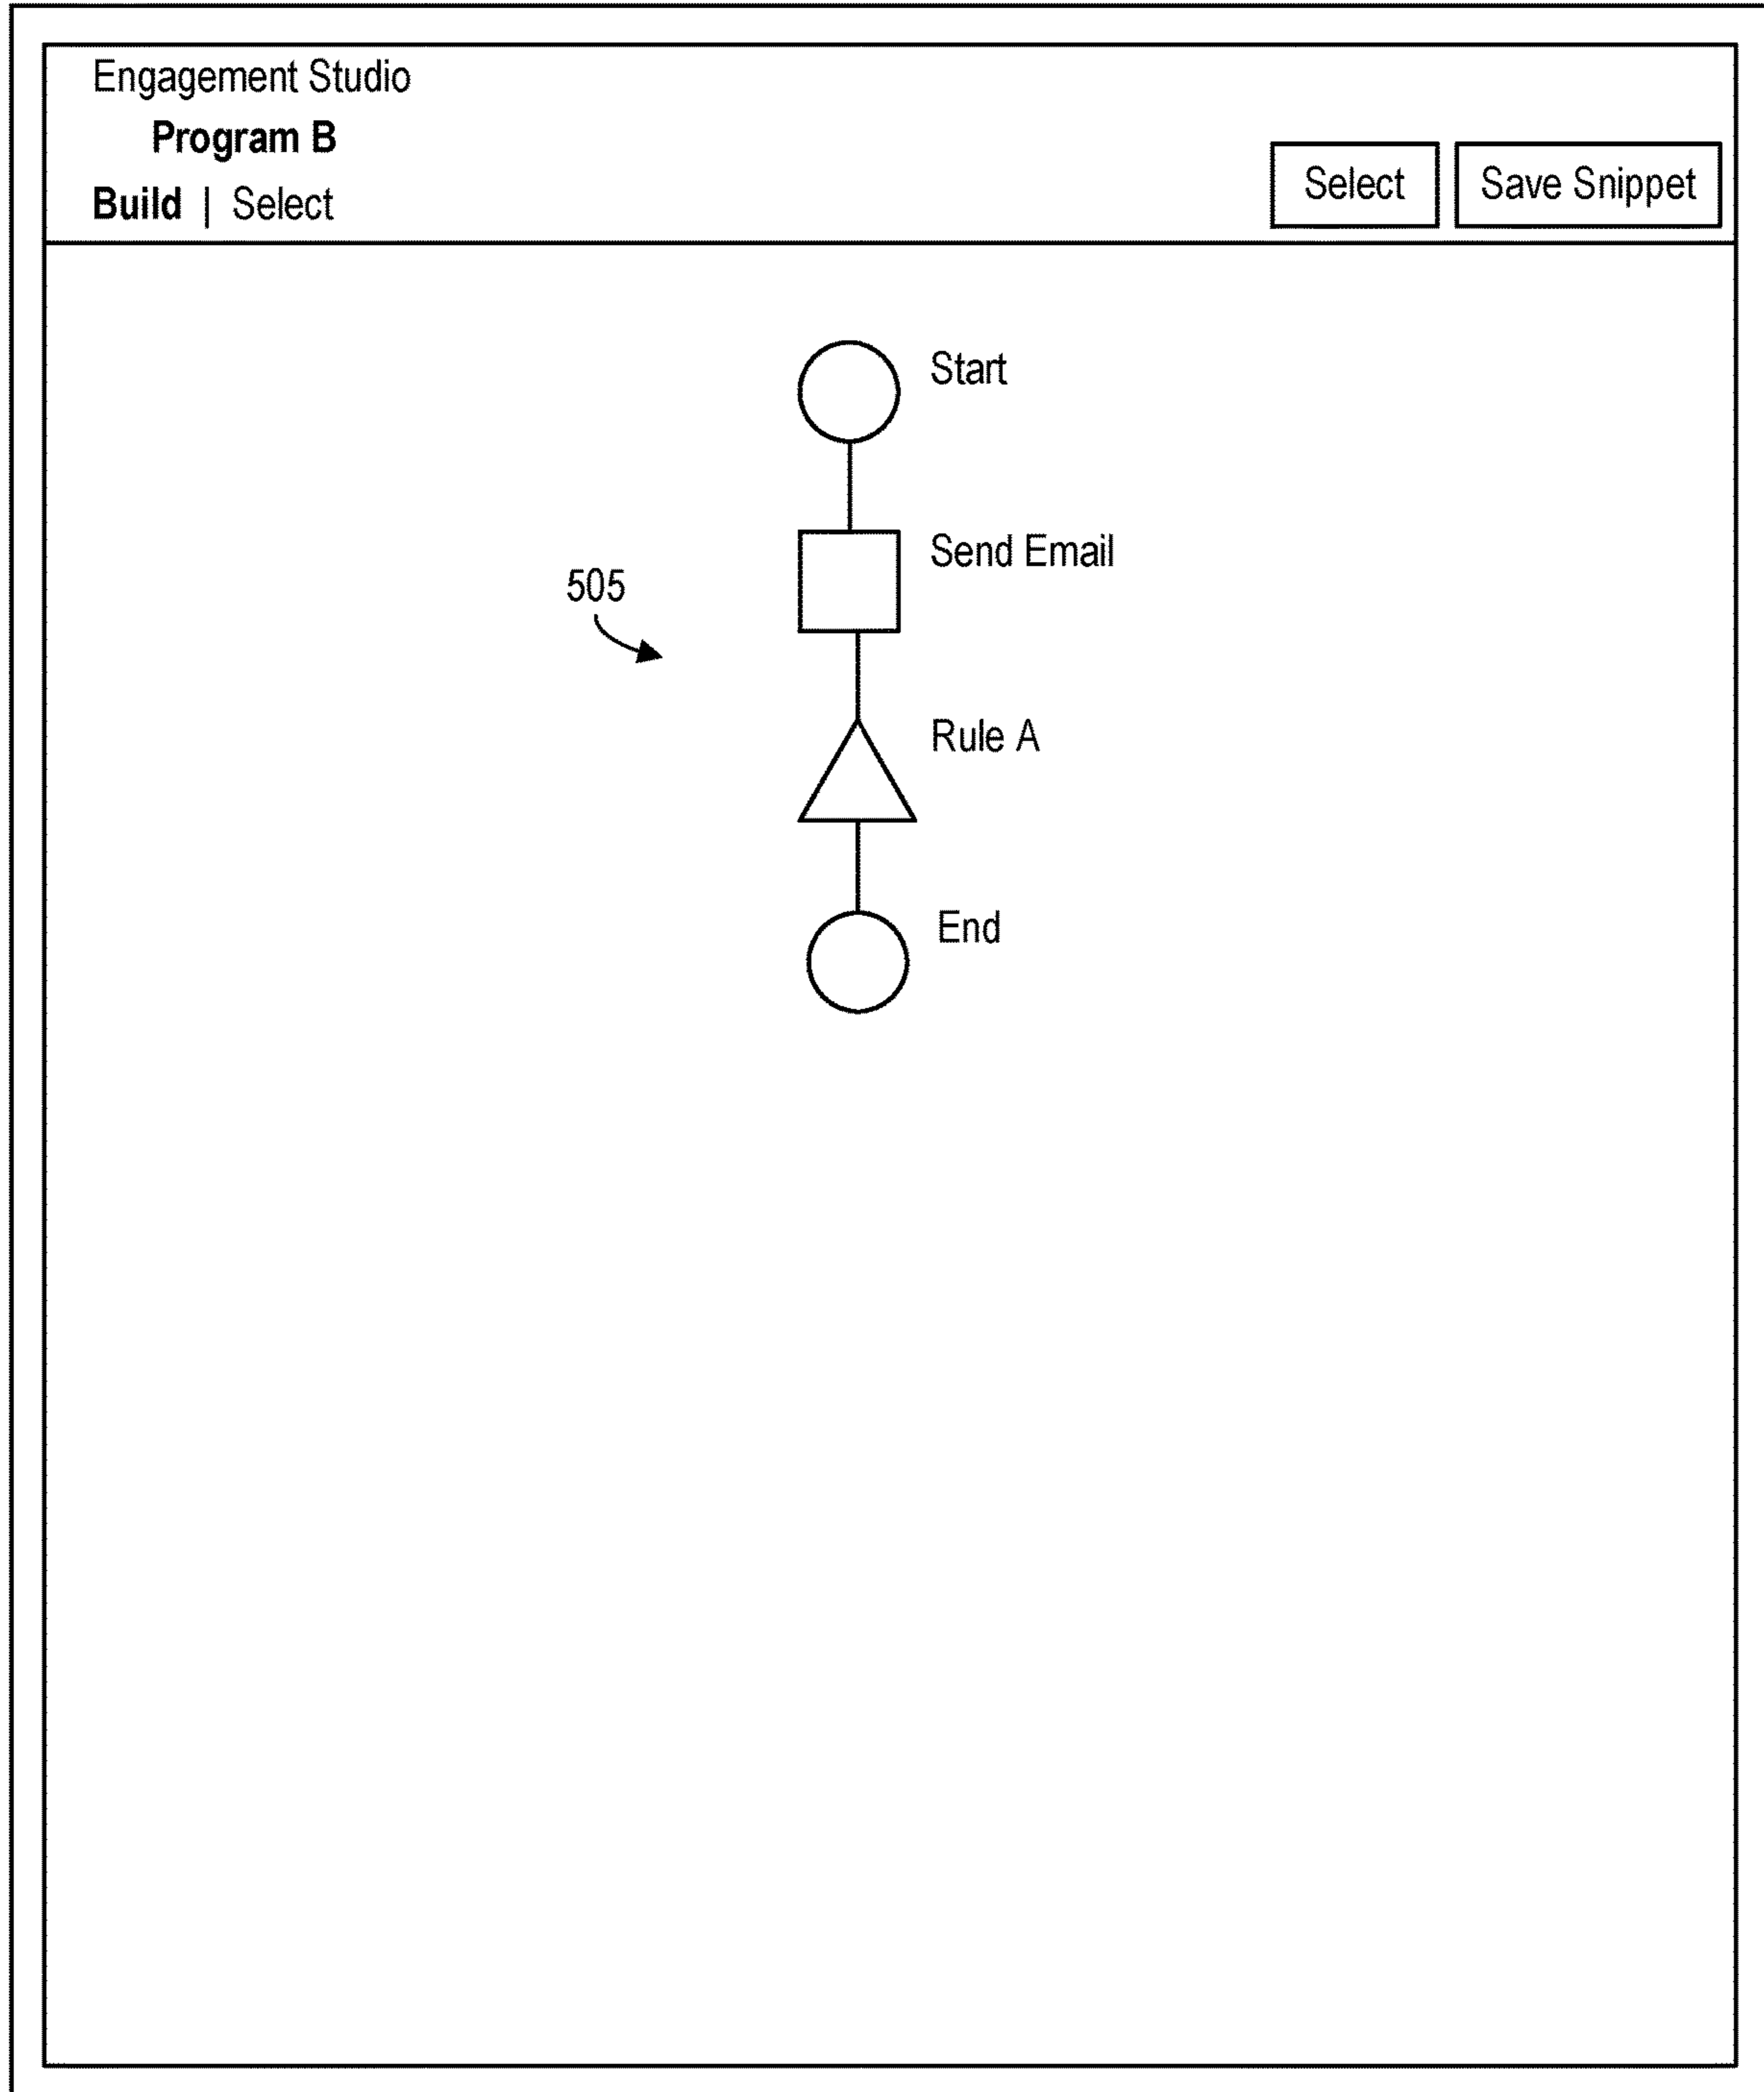 Engagement Studio
Program B
Build | Select
Select
Save Snippet
Start
Send Email
505
Rule A
End